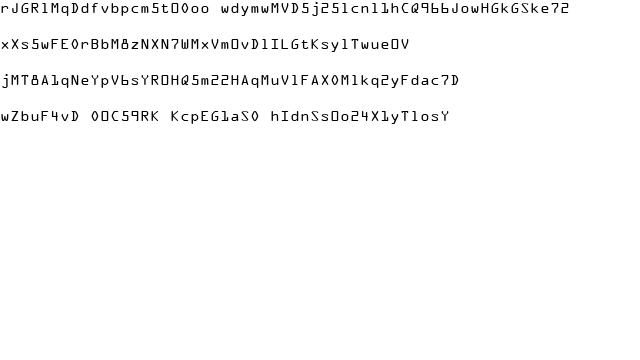 rJGRlMqDdfvbpcm5tO0oo wdymwMVD5j25lcnl1hCQ966JowHGkGSke72
xXs5wFE0rBbM8zNXN7WMxVmOvDlILGtKsylTwueOV
jMT8A1qNeYpV6sYROHQ5m22HAqMuVlFAX0Mlkq2yFdac7D
wZbuF4vD 0OC59RK KcpEG1aS0 hIdnSsOo24X1yTlosY